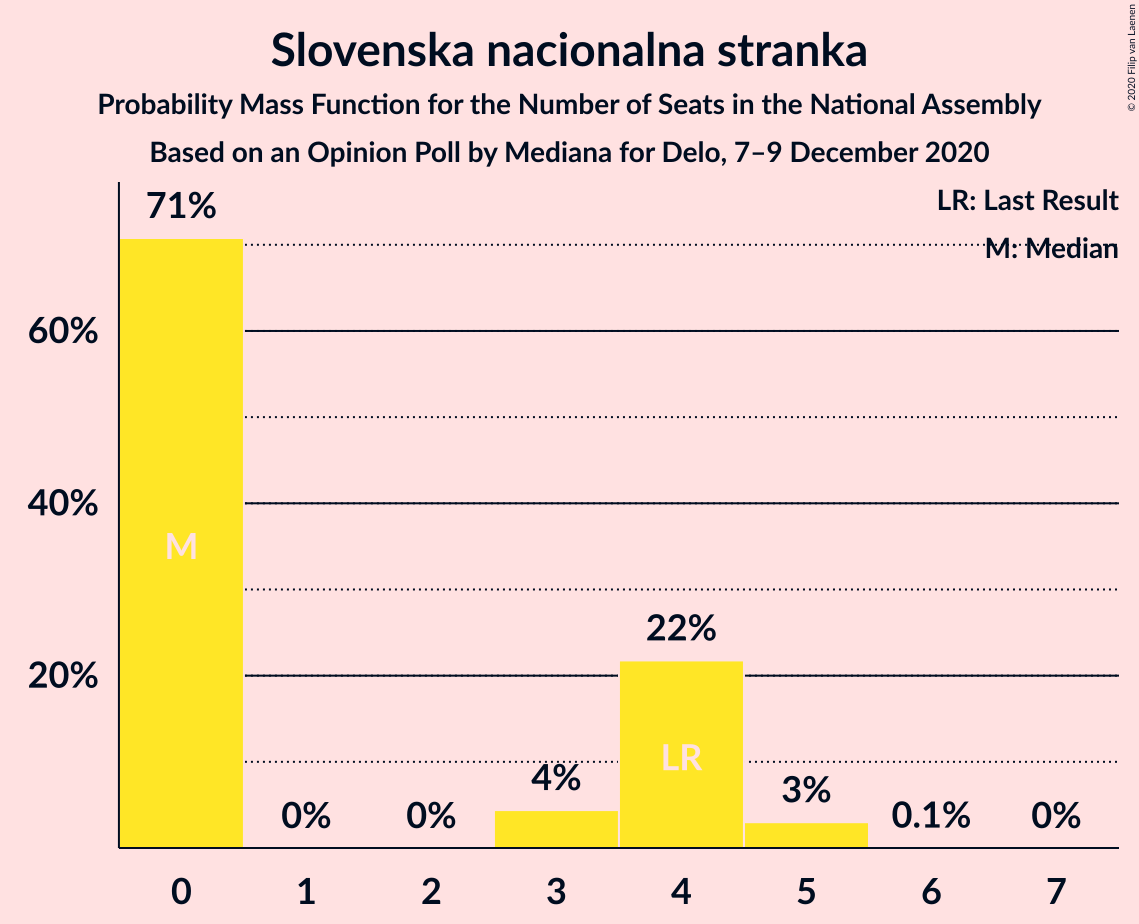 Slovenska nacionalna stranka
Probability Mass Function for the Number of Seats in the National Assembly
Based on an Opinion Poll by Mediana for Delo, 7–9 December 2020
© 2020 Filip van Laenen
LR: Last Result
M: Median
71%
60%
40%
20%
M
0%
0%
4%
22%
LR
3%
0.1%
0%
0
1
2
3
4
5
6
7